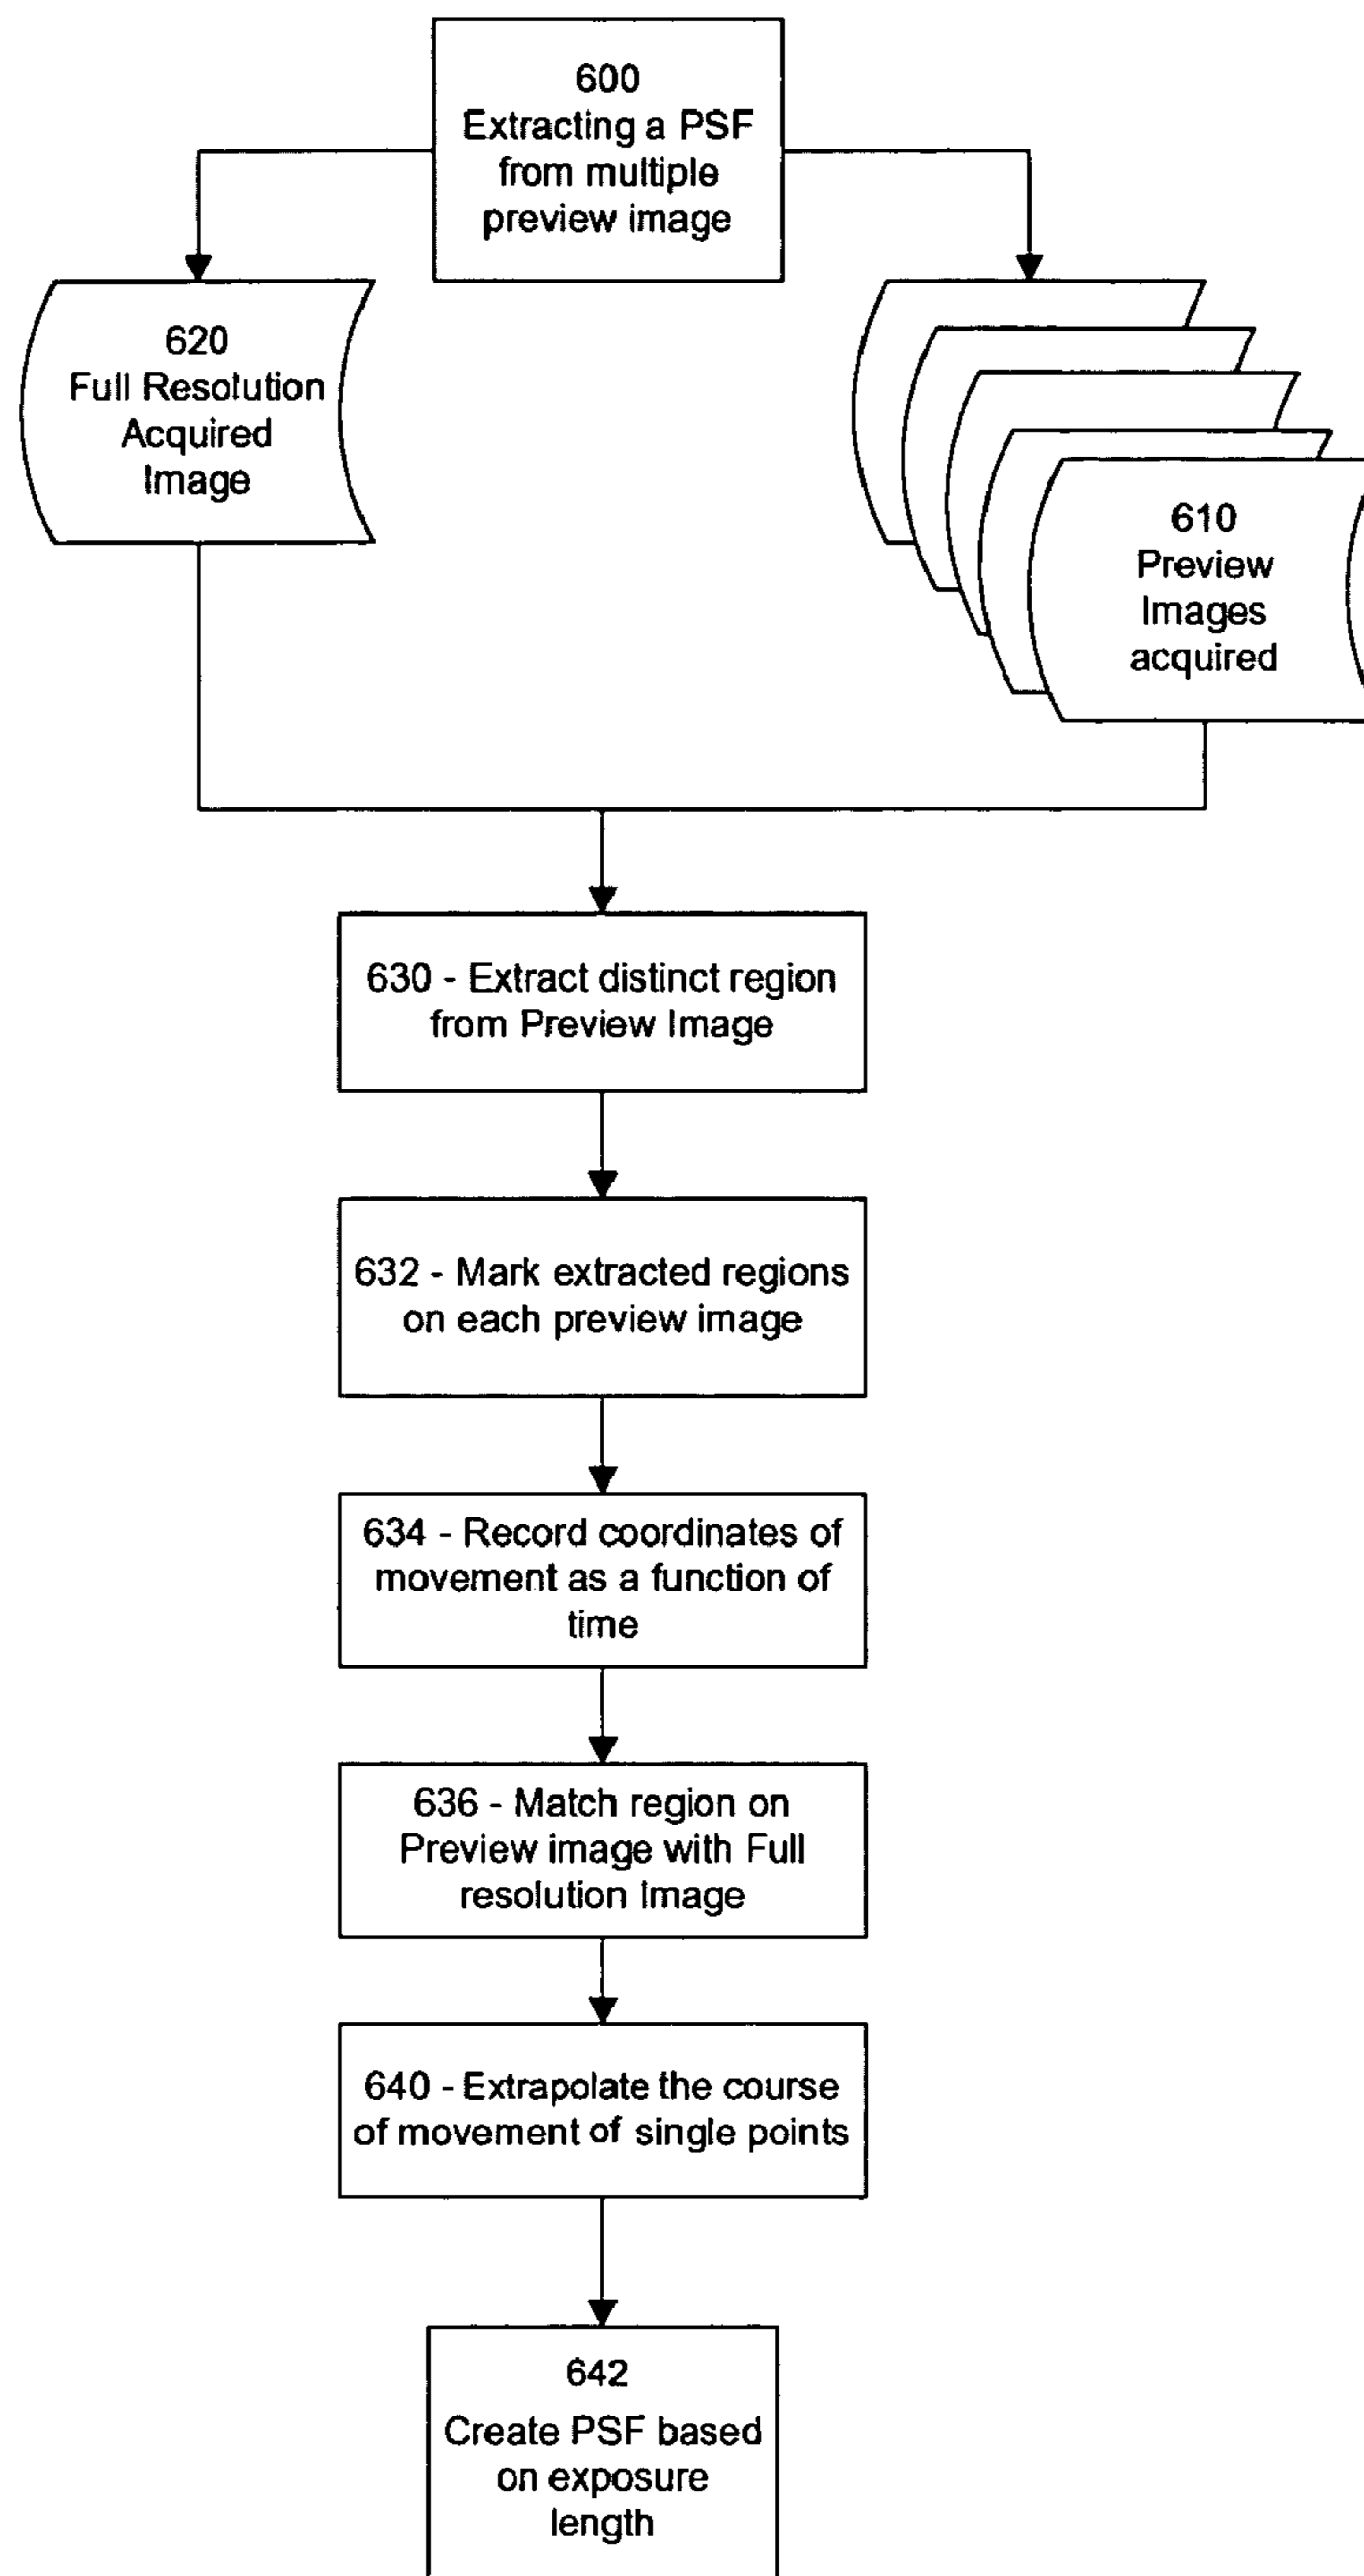 600
Extracting a PSF
from multiple
preview image
620
Full Resolution
Acquired
Image
610
Preview
Images
acquired
630 - Extract distinct region
from Preview Image
632 - Mark extracted regions
on each preview image
634 - Record coordinates of
movement as a function of
time
636 - Match region on
Preview image with Full
resolution Image
640 - Extrapolate the course
of movement of single points
642
Create PSF based
on exposure
length